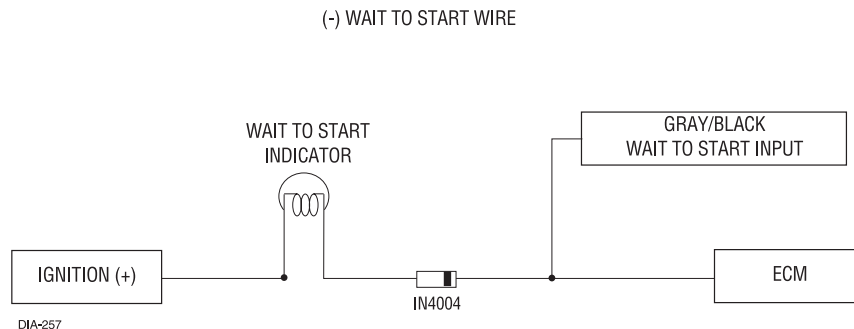 (-) WAIT TO START WIRE
WAIT TO START
INDICATOR
GRAY/BLACK
WAIT TO START INPUT
IGNITION (+)
IN4004
ECM
DIA-257